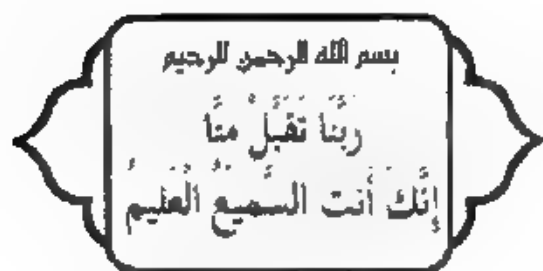 بسم الله الرحمن الرحيم
رَبَّنَا تَقَبَّلْ مِنَّا
إِنَّكَ أَنتَ السَّمِيعُ الْعَلِيمُ